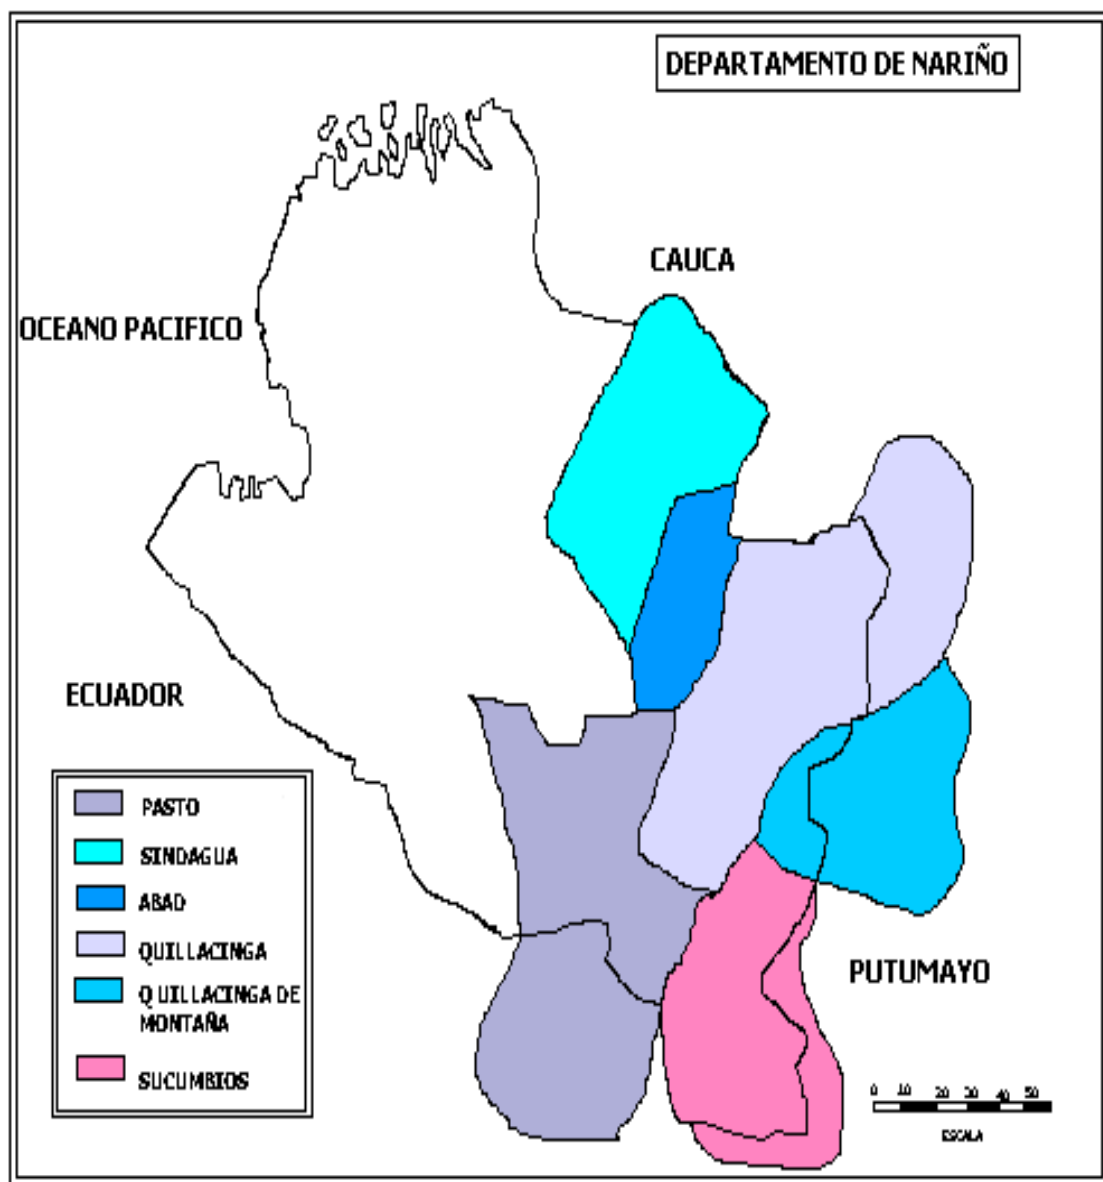 DEPARTAMENTO DE NARIÑO
CAUCA
OCEANO PACIFICO
ECUADOR
PASTO
SINDAGUA
ABAD
QUILLACINGA
QUILLACINGA DE
MONTAÑA
SUCUMBIOS
PUTUMAYO
0 10 20 30 40 50
ESCALA